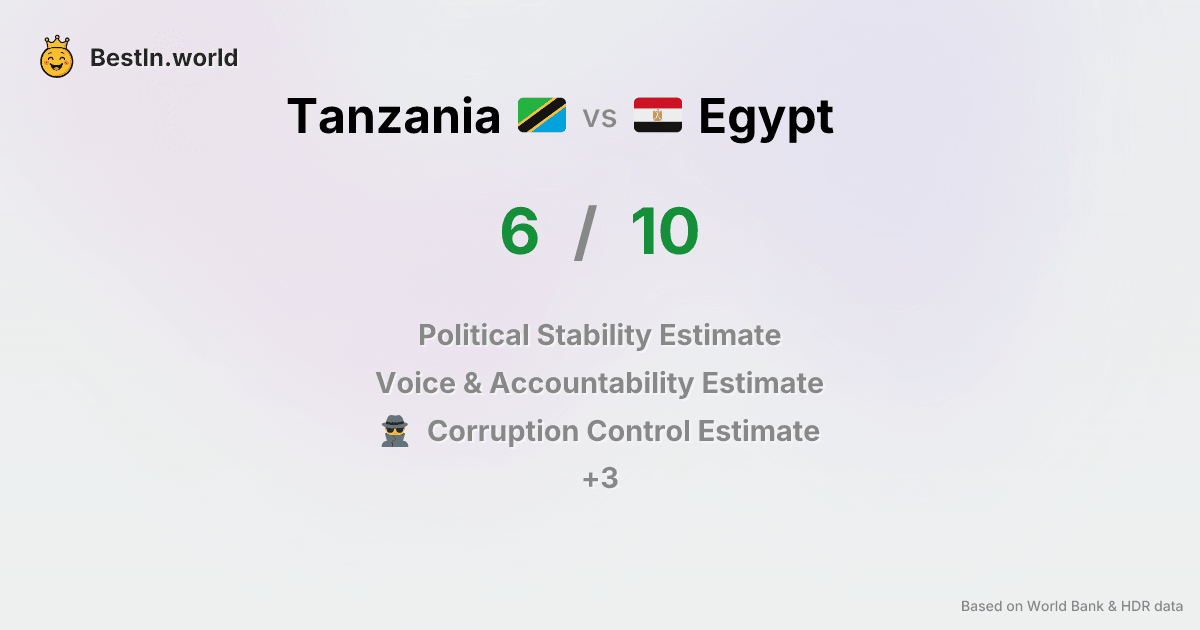 BestIn.world
Tanzania vs Egypt
6 / 10
Political Stability Estimate
Voice & Accountability Estimate
Corruption Control Estimate
+3
Based on World Bank & HDR data